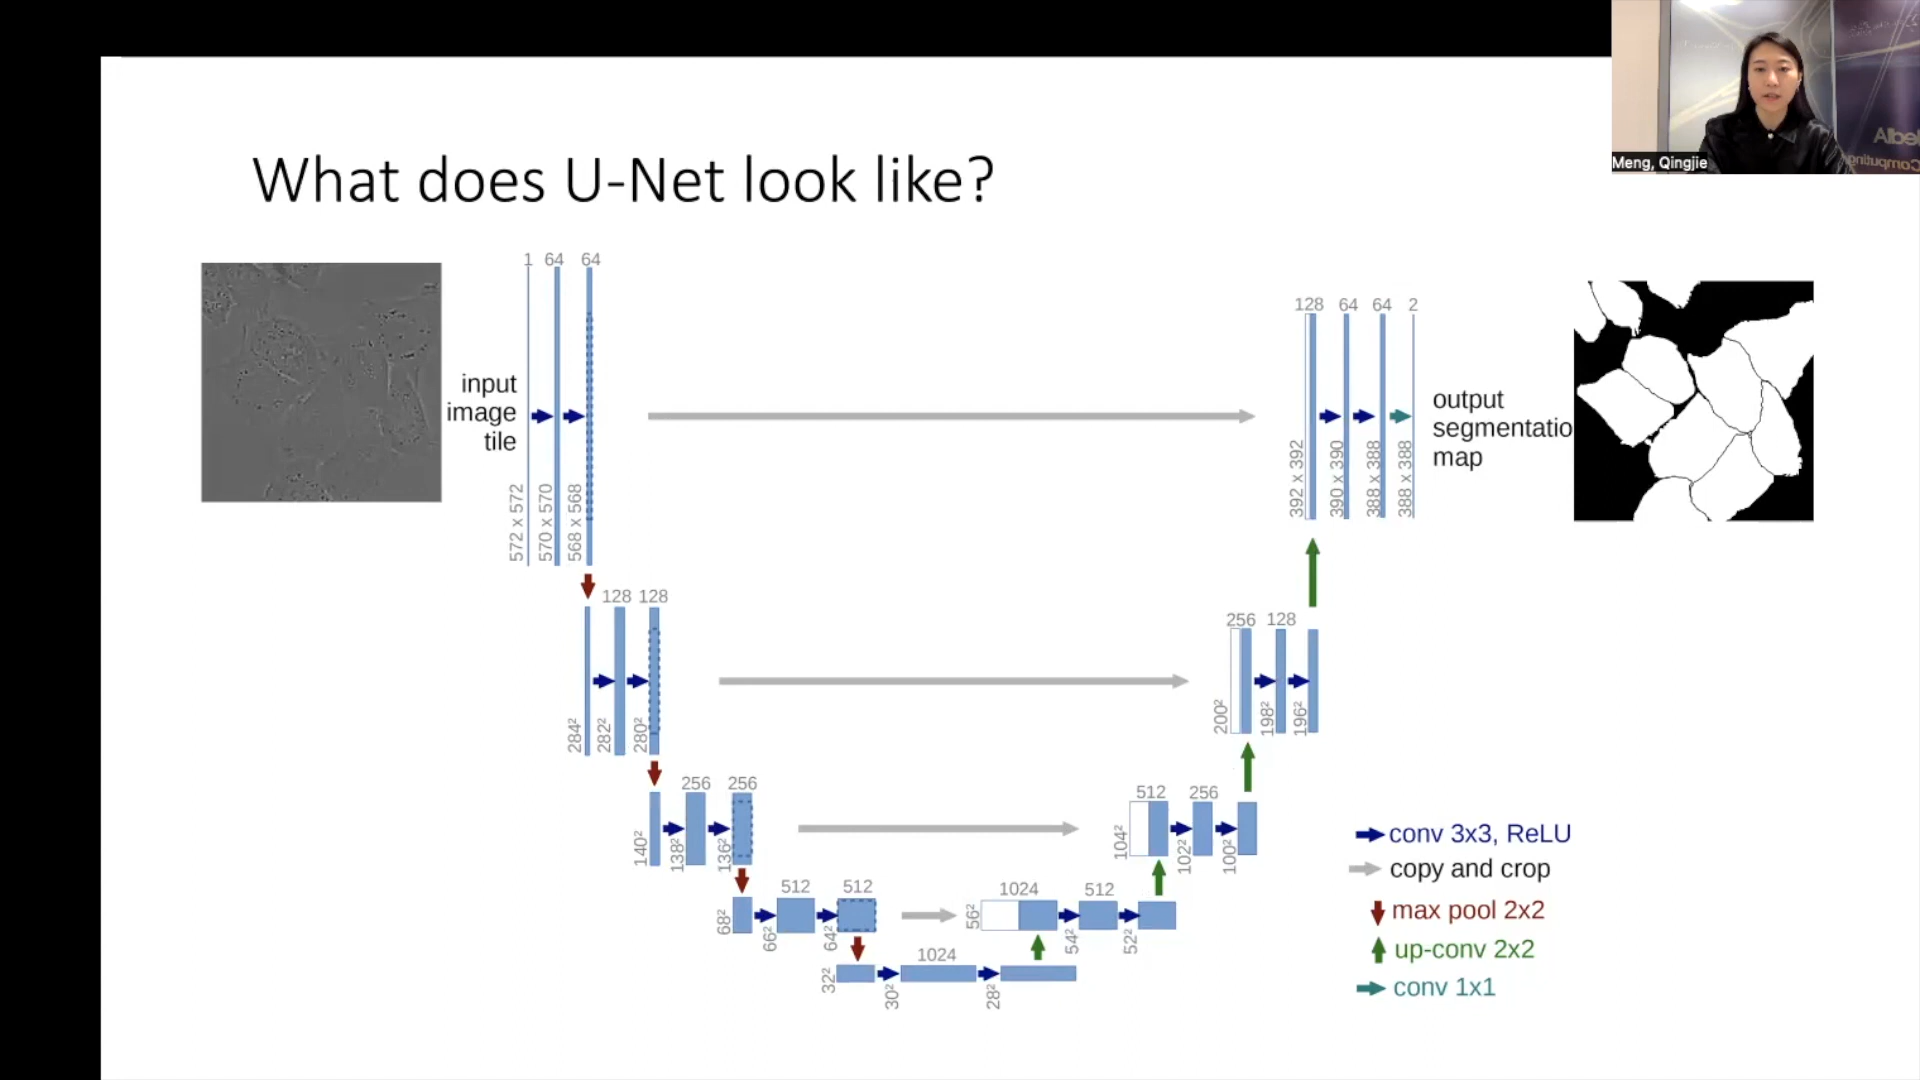 Meng, Qingjie
What does U-Net look like?
1 64 64
input
image
tile
572 x 572
570 x 570
568 x 568
128 64 64 2
392 x 392
390 x 390
388 x 388
388 x 388
output
segmentatio
map
128 128
284²
282²
280²
256 128
200²
198²
196²
256 256
140²
138²
136²
512 256
104²
102²
100²
512 512
68²
66²
64²
1024 512
56²
54²
52²
1024
32²
30²
28²
conv 3x3, ReLU
copy and crop
max pool 2x2
up-conv 2x2
conv 1x1